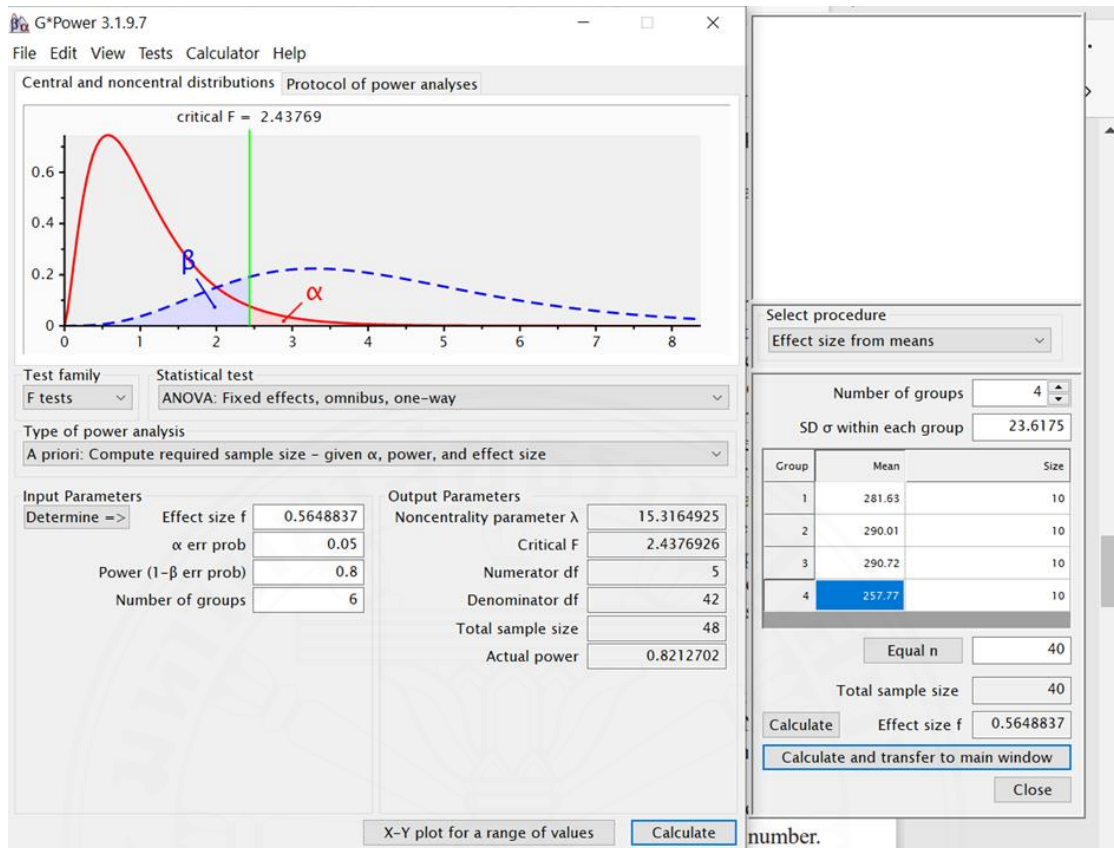 G*Power 3.1.9.7
File Edit View Tests Calculator Help
Central and noncentral distributions Protocol of power analyses
critical F = 2.43769
0.6
0.4
0.2
0
β
α
0 1 2 3 4 5 6 7 8
Test family Statistical test
F tests ANOVA: Fixed effects, omnibus, one-way
Type of power analysis
A priori: Compute required sample size – given α, power, and effect size
Input Parameters
Determine => Effect size f 0.5648837
α err prob 0.05
Power (1-β err prob) 0.8
Number of groups 6
Output Parameters
Noncentrality parameter λ 15.3164925
Critical F 2.4376926
Numerator df 5
Denominator df 42
Total sample size 48
Actual power 0.8212702
X-Y plot for a range of values Calculate
Select procedure
Effect size from means
Number of groups 4
SD σ within each group 23.6175
Group Mean Size
1 281.63 10
2 290.01 10
3 290.72 10
4 257.77 10
Equal n 40
Total sample size 40
Calculate Effect size f 0.5648837
Calculate and transfer to main window
Close
number.